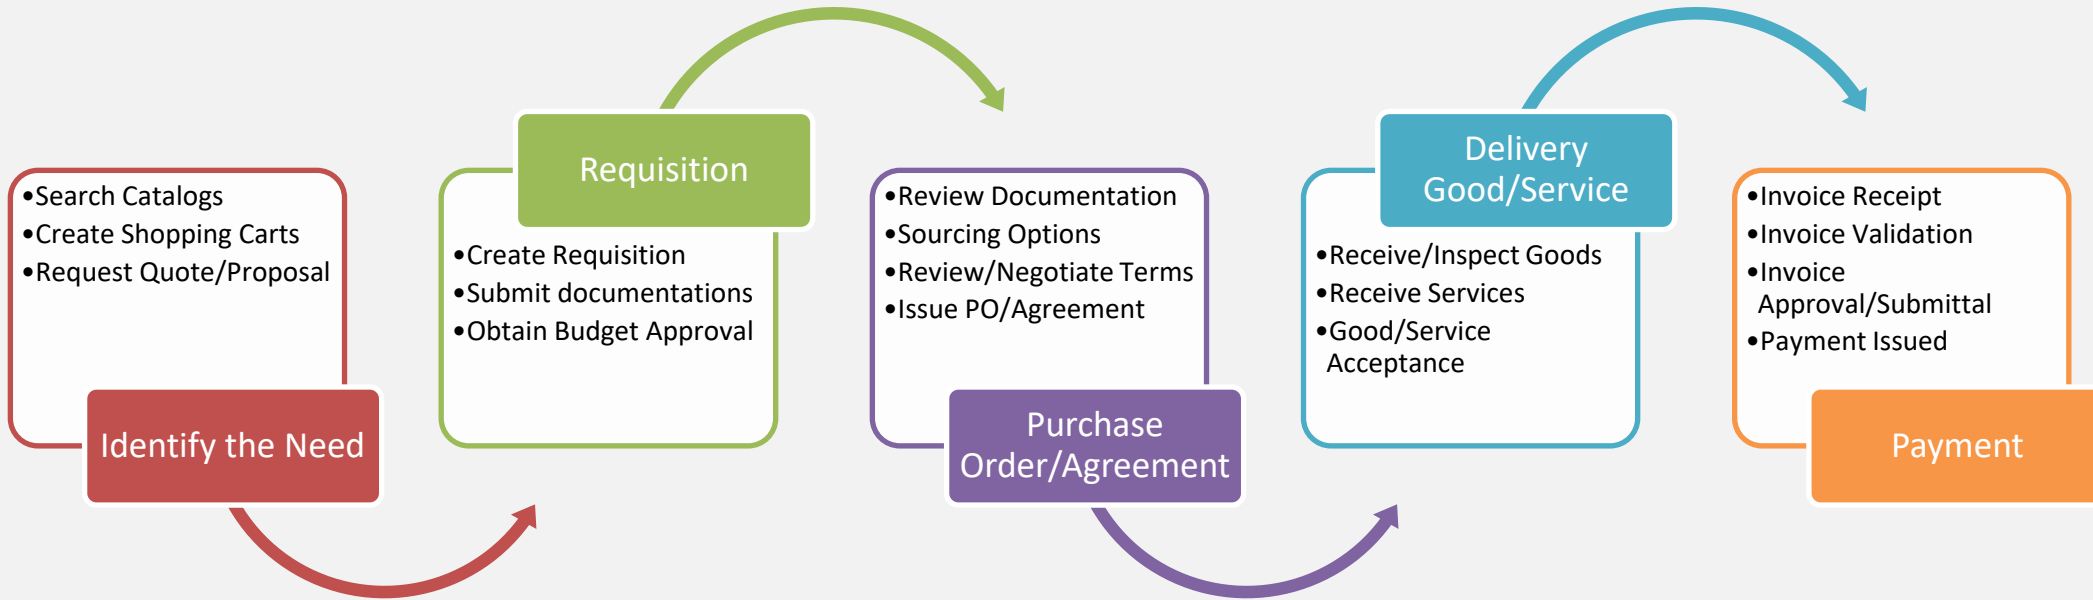 •Search Catalogs
•Create Shopping Carts
•Request Quote/Proposal
Identify the Need
Requisition
•Create Requisition
•Submit documentations
•Obtain Budget Approval
•Review Documentation
•Sourcing Options
•Review/Negotiate Terms
•Issue PO/Agreement
Purchase
Order/Agreement
Delivery
Good/Service
•Receive/Inspect Goods
•Receive Services
•Good/Service
Acceptance
•Invoice Receipt
•Invoice Validation
•Invoice
Approval/Submittal
•Payment Issued
Payment